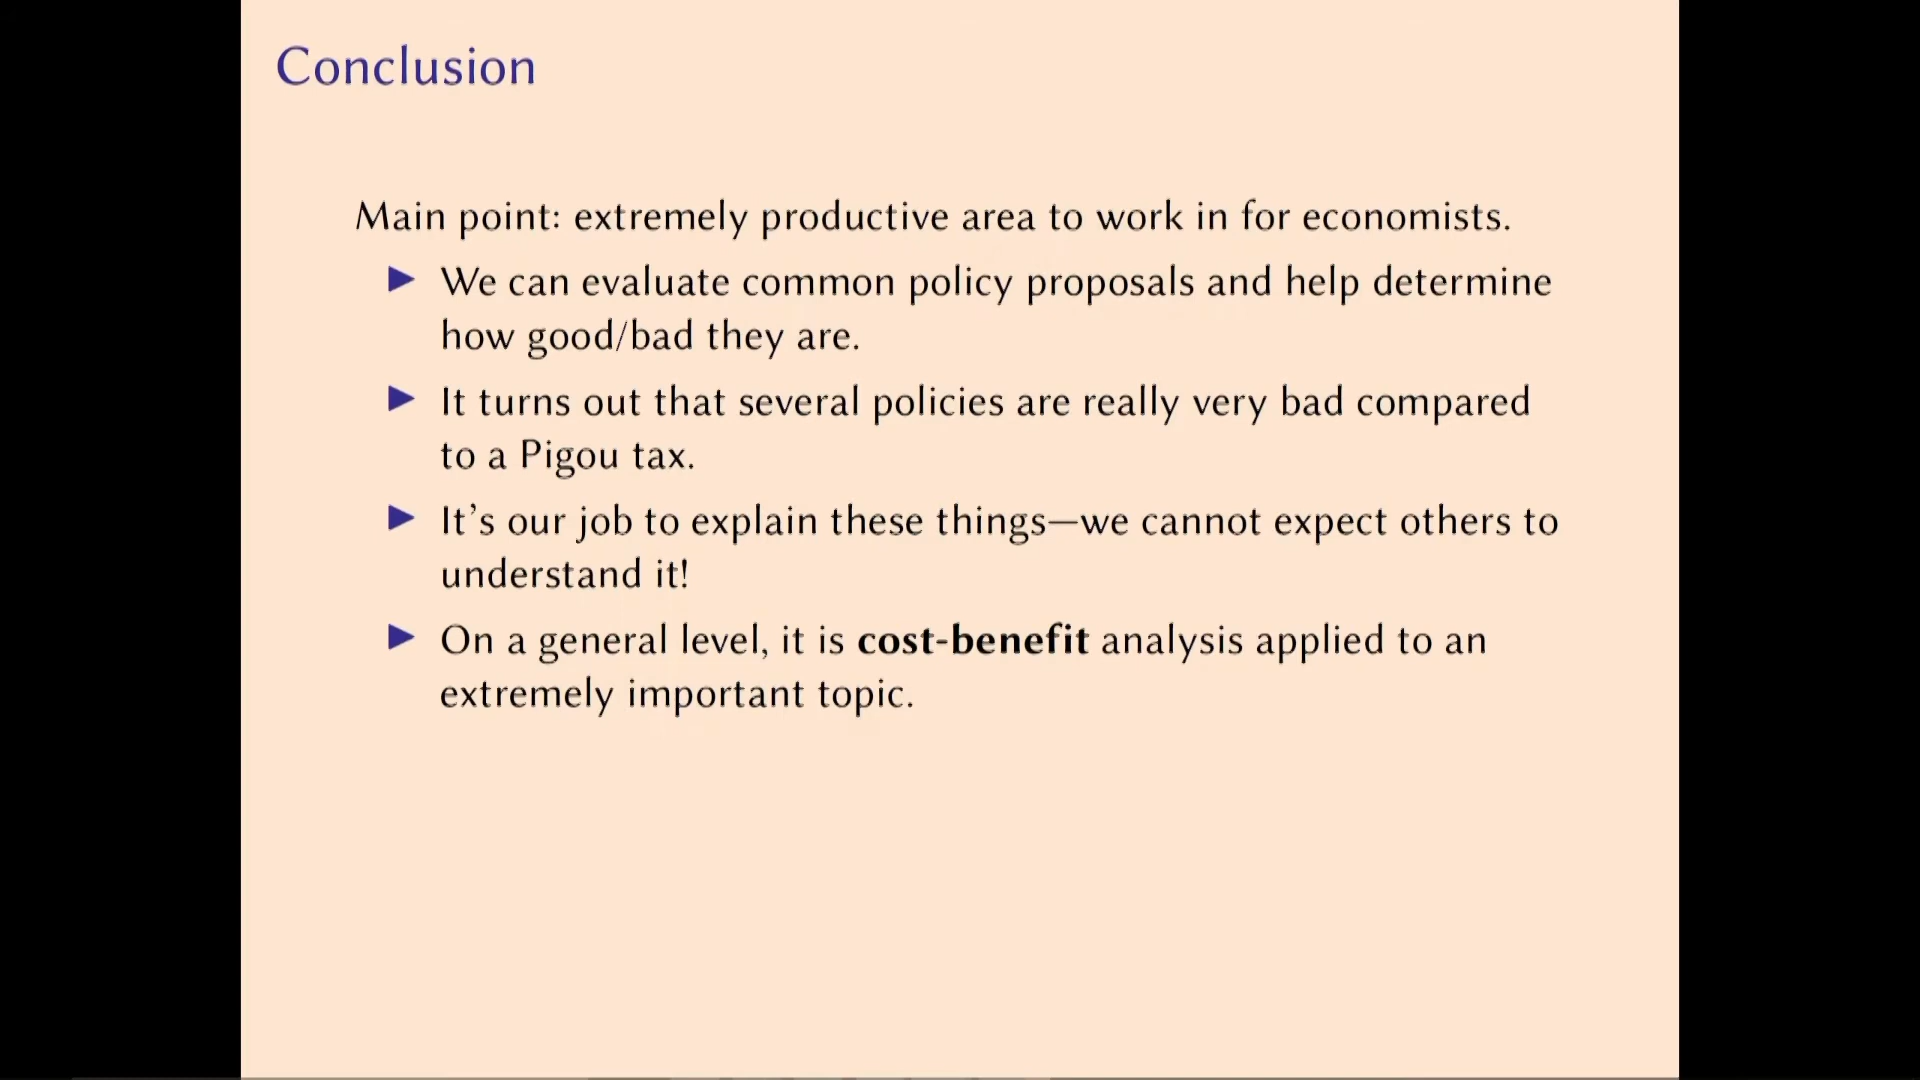 Conclusion
Main point: extremely productive area to work in for economists.
We can evaluate common policy proposals and help determine
how good/bad they are.
It turns out that several policies are really very bad compared
to a Pigou tax.
It’s our job to explain these things—we cannot expect others to
understand it!
On a general level, it is cost-benefit analysis applied to an
extremely important topic.